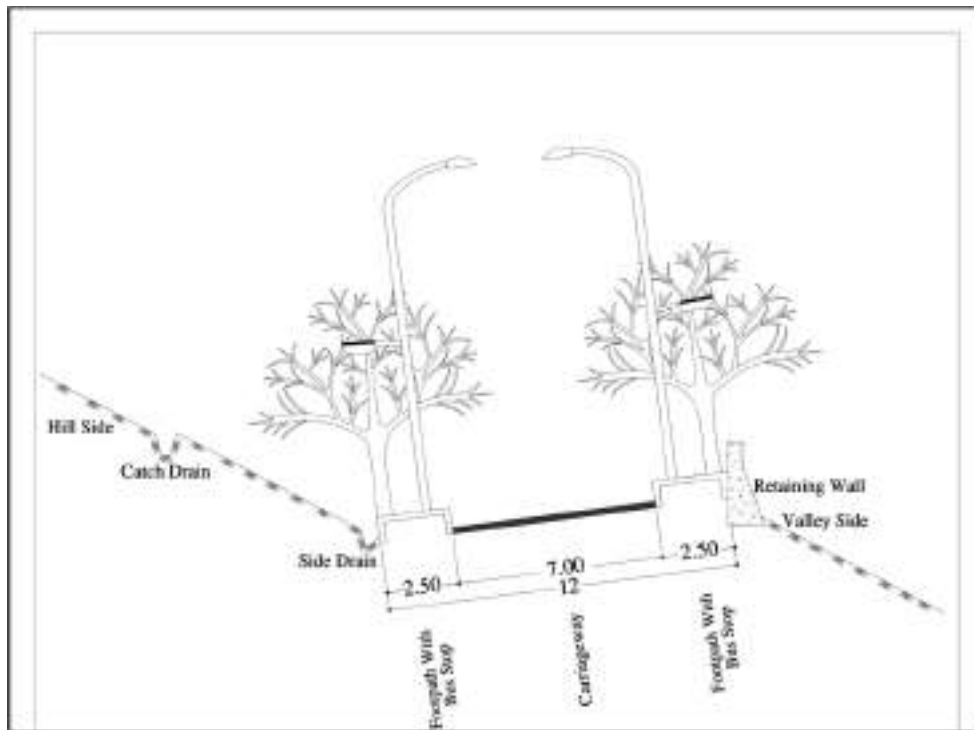 Hill Side
Catch Drain
Side Drain
Retaining Wall
Valley Side
2.50
7.00
2.50
12
Footpath With
Bus Stop
Carriageway
Footpath With
Bus Stop